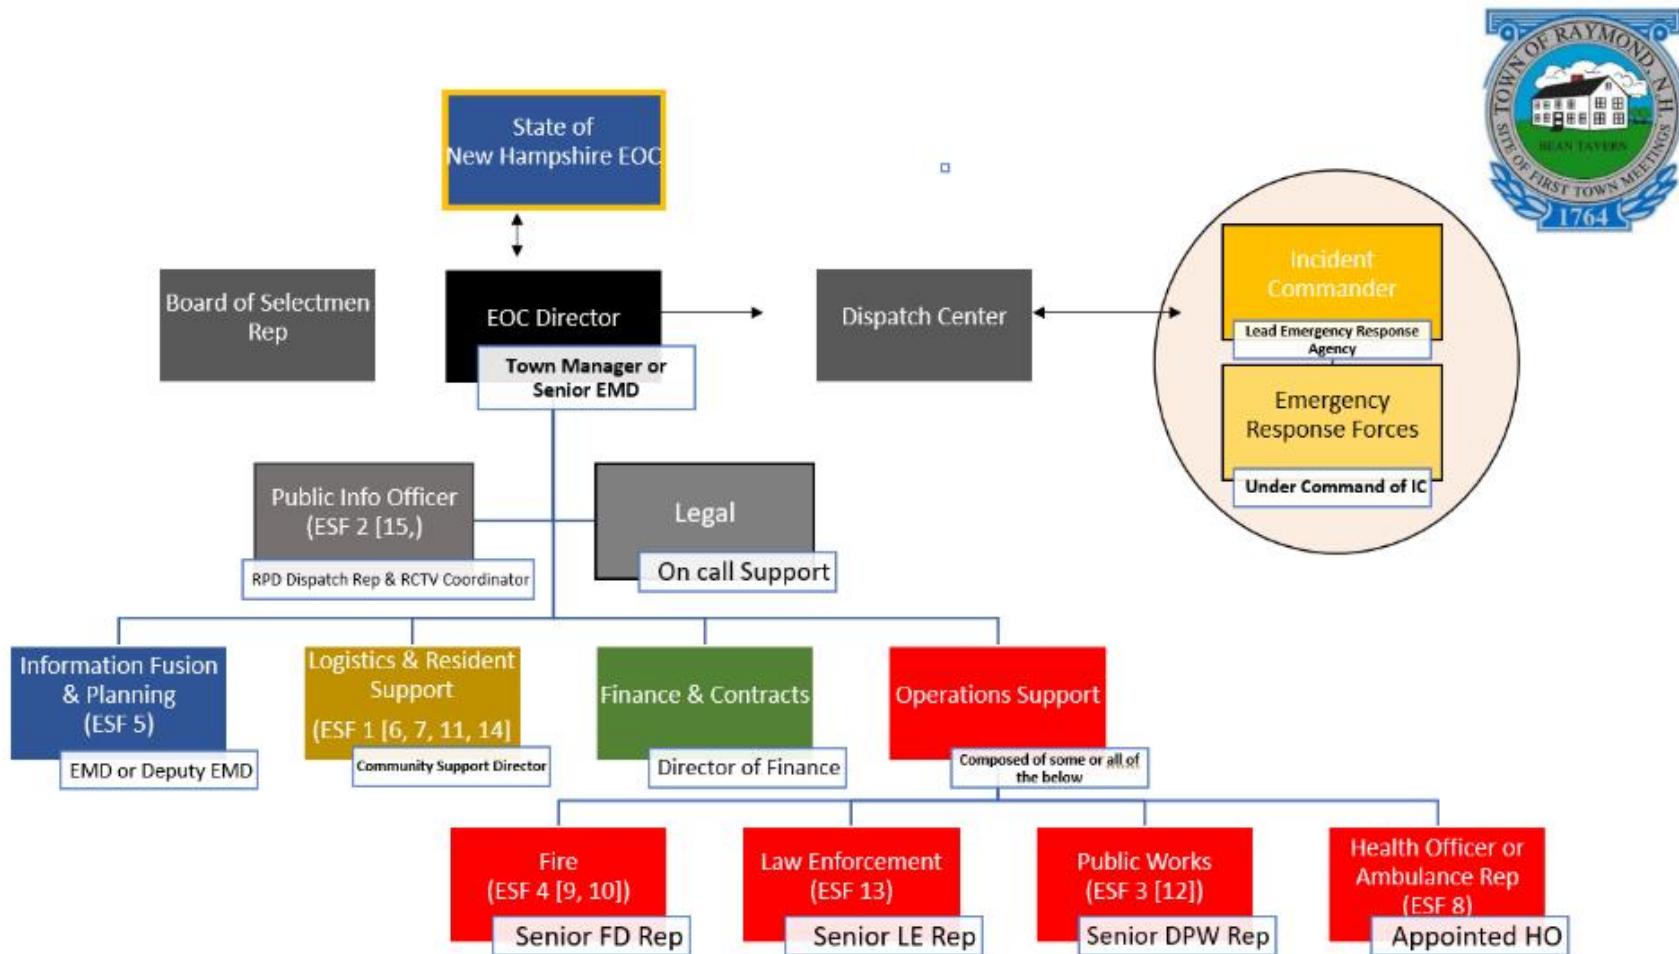 TOWN OF RAYMOND, N.H.
BEAN TAVERN
SITE OF FIRST TOWN MEETINGS
1764
State of
New Hampshire EOC
Board of Selectmen
Rep
EOC Director
Town Manager or
Senior EMD
Dispatch Center
Incident
Commander
Lead Emergency Response
Agency
Emergency
Response Forces
Under Command of IC
Public Info Officer
(ESF 2 [15,)
RPD Dispatch Rep & RCTV Coordinator
Legal
On call Support
Information Fusion
& Planning
(ESF 5)
EMD or Deputy EMD
Logistics & Resident
Support
(ESF 1 [6, 7, 11, 14]
Community Support Director
Finance & Contracts
Director of Finance
Operations Support
Composed of some or all of
the below
Fire
(ESF 4 [9, 10])
Senior FD Rep
Law Enforcement
(ESF 13)
Senior LE Rep
Public Works
(ESF 3 [12])
Senior DPW Rep
Health Officer or
Ambulance Rep
(ESF 8)
Appointed HO